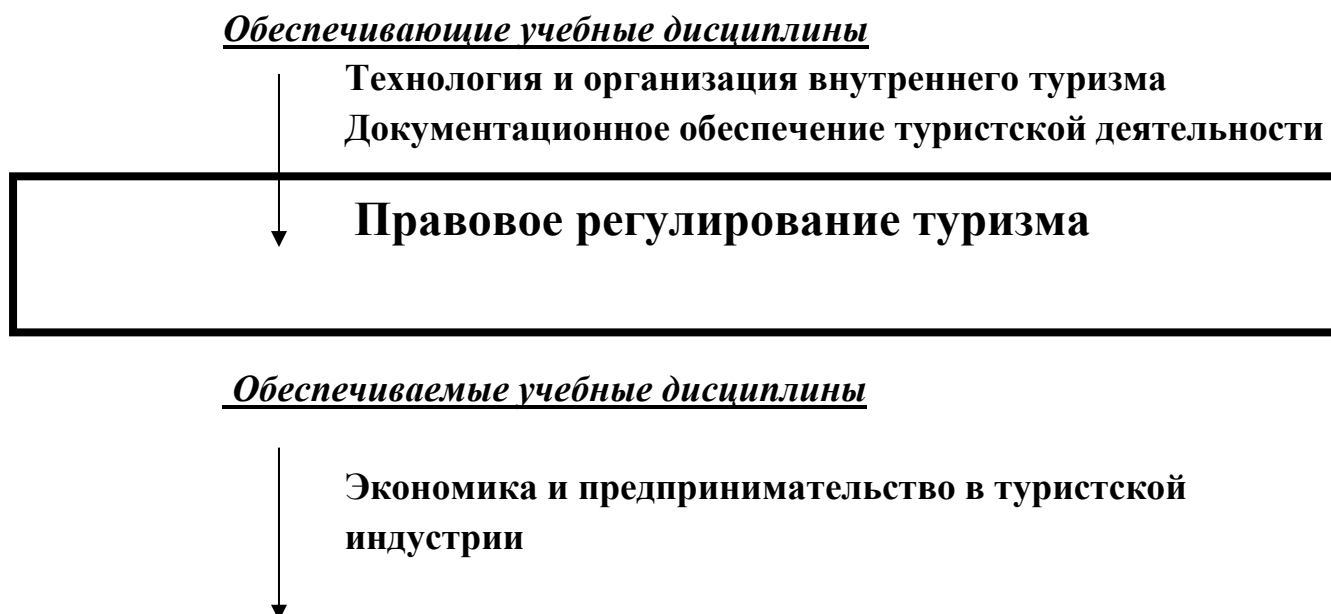 Обеспечивающие учебные дисциплины
Технология и организация внутреннего туризма
Документационное обеспечение туристской деятельности
Правовое регулирование туризма
Обеспечиваемые учебные дисциплины
Экономика и предпринимательство в туристской
индустрии